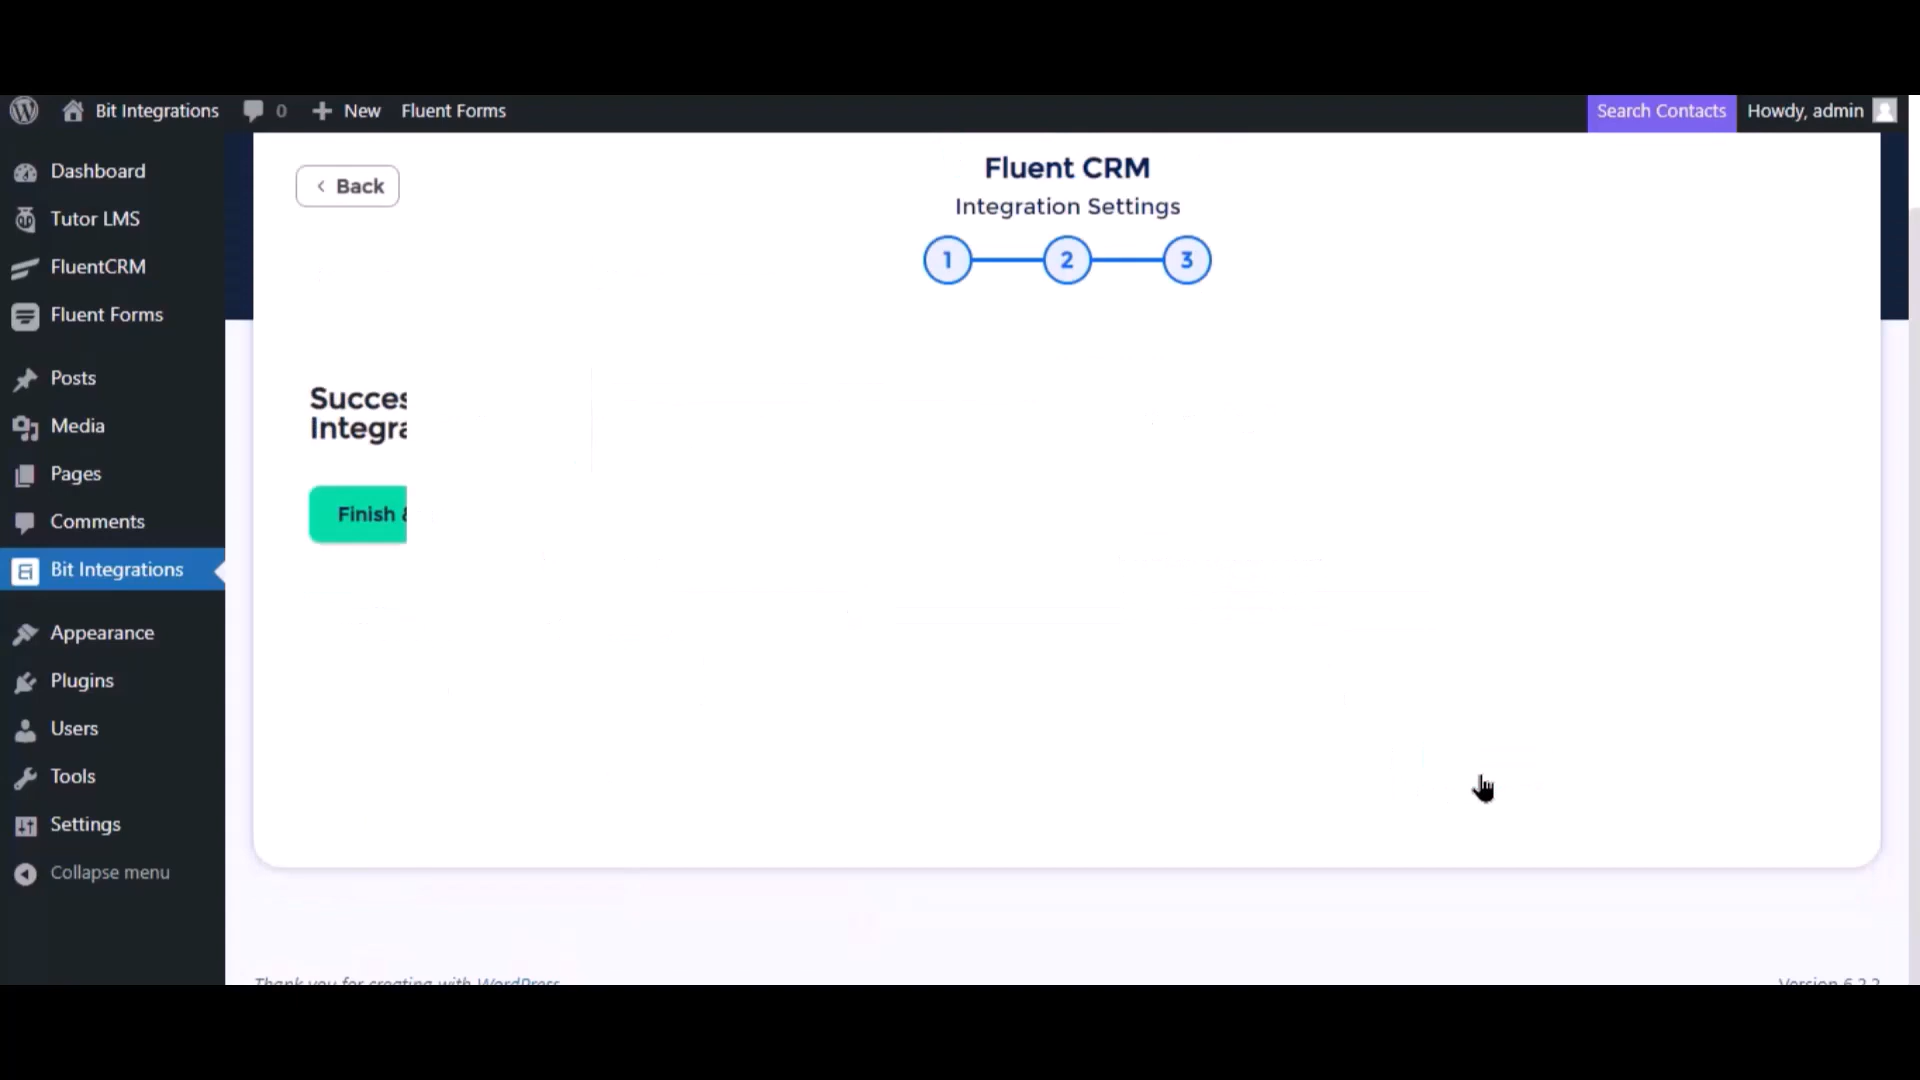 Bit Integrations 0 New Fluent Forms Search Contacts Howdy, admin
Dashboard
Tutor LMS
FluentCRM
Fluent Forms
Posts
Media
Pages
Comments
Bit Integrations
Appearance
Plugins
Users
Tools
Settings
Collapse menu
Back
Fluent CRM
Integration Settings
1 2 3
Succes
Integra
Finish &
Thank you for creating with WordPress
Version 6.2.2